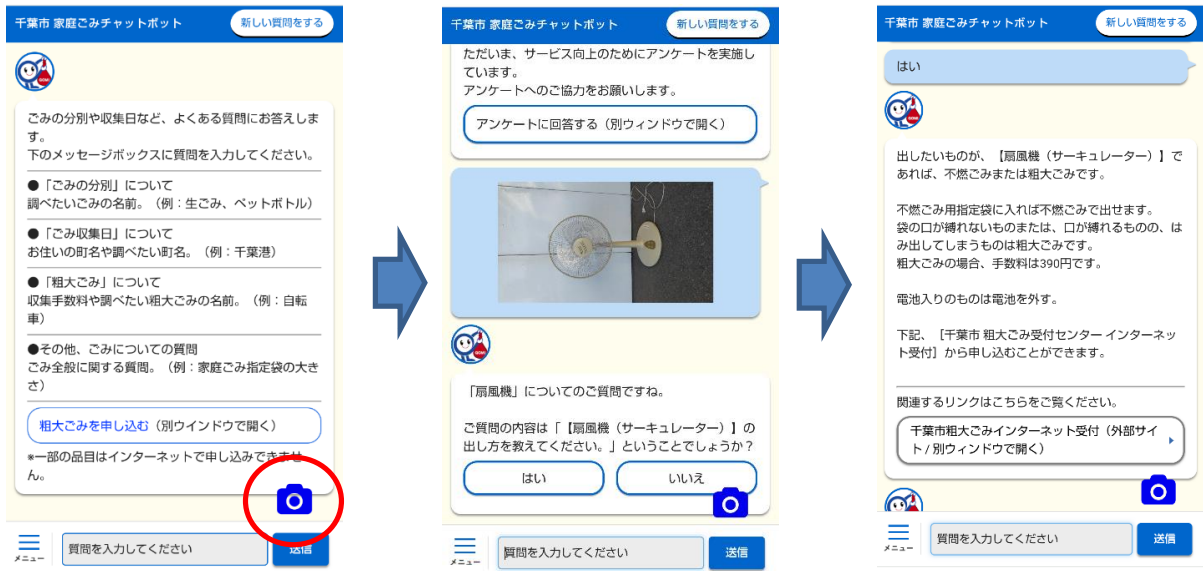 千葉市 家庭ごみチャットボット
新しい質問をする
ごみの分別や収集日など、よくある質問にお答えしま
す。
下のメッセージボックスに質問を入力してください。
●「ごみの分別」について
調べたいごみの名前。（例：生ごみ、ペットボトル）
●「ごみ収集日」について
お住いの町名や調べたい町名。（例：千葉港）
●「粗大ごみ」について
収集手数料や調べたい粗大ごみの名前。（例：自転
車）
●その他、ごみについての質問
ごみ全般に関する質問。（例：家庭ごみ指定袋の大き
さ）
粗大ごみを申し込む（別ウインドウで開く）
※一部の品目はインターネットで申し込みできませ
ん。
メニュー
質問を入力してください
送信
千葉市 家庭ごみチャットボット
新しい質問をする
ただいま、サービス向上のためにアンケートを実施し
ています。
アンケートへのご協力をお願いします。
アンケートに回答する（別ウィンドウで開く）
「扇風機」についてのご質問ですね。
ご質問の内容は「【扇風機（サーキュレーター）】の
出し方を教えてください。」ということでしょうか？
はい
いいえ
メニュー
質問を入力してください
送信
千葉市 家庭ごみチャットボット
新しい質問をする
はい
出したいものが、【扇風機（サーキュレーター）】で
あれば、不燃ごみまたは粗大ごみです。
不燃ごみ用指定袋に入れば不燃ごみで出せます。
袋の口が縛れないものまたは、口が縛れるものの、は
み出してしまうものは粗大ごみです。
粗大ごみの場合、手数料は390円です。
電池入りのものは電池を外す。
下記、［千葉市 粗大ごみ受付センター インターネッ
ト受付］から申し込むことができます。
関連するリンクはこちらをご覧ください。
千葉市粗大ごみインターネット受付（外部サイ
ト / 別ウィンドウで開く）
メニュー
質問を入力してください
送信